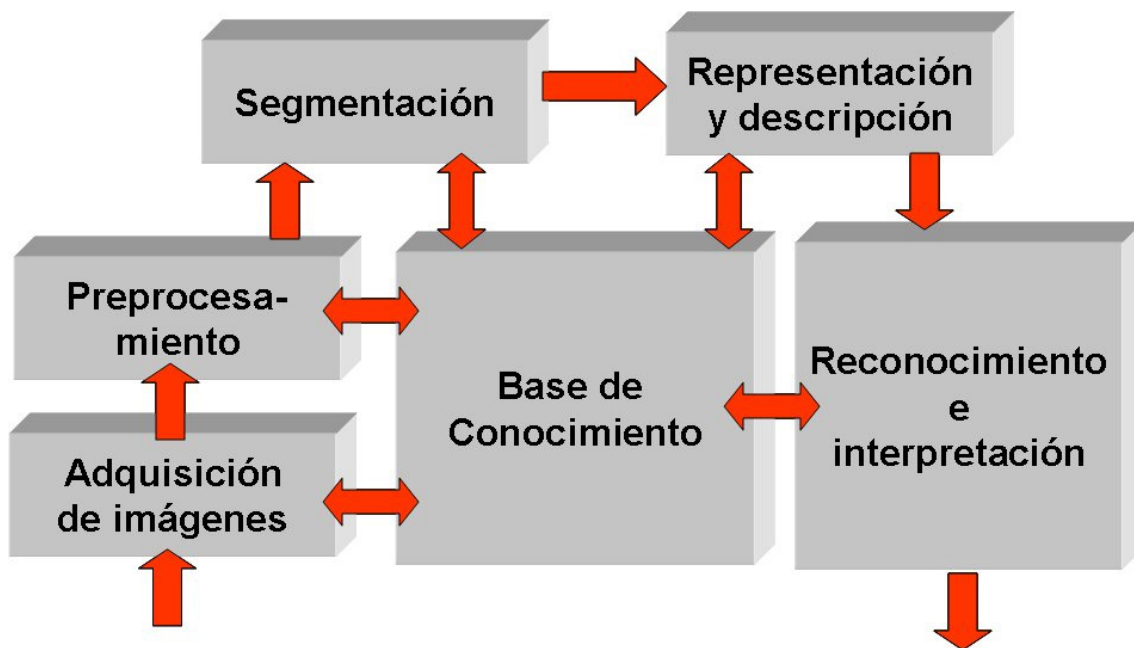 Segmentación
Representación
y descripción
Preprocesa-
miento
Base de
Conocimiento
Reconocimiento
e
interpretación
Adquisición
de imágenes